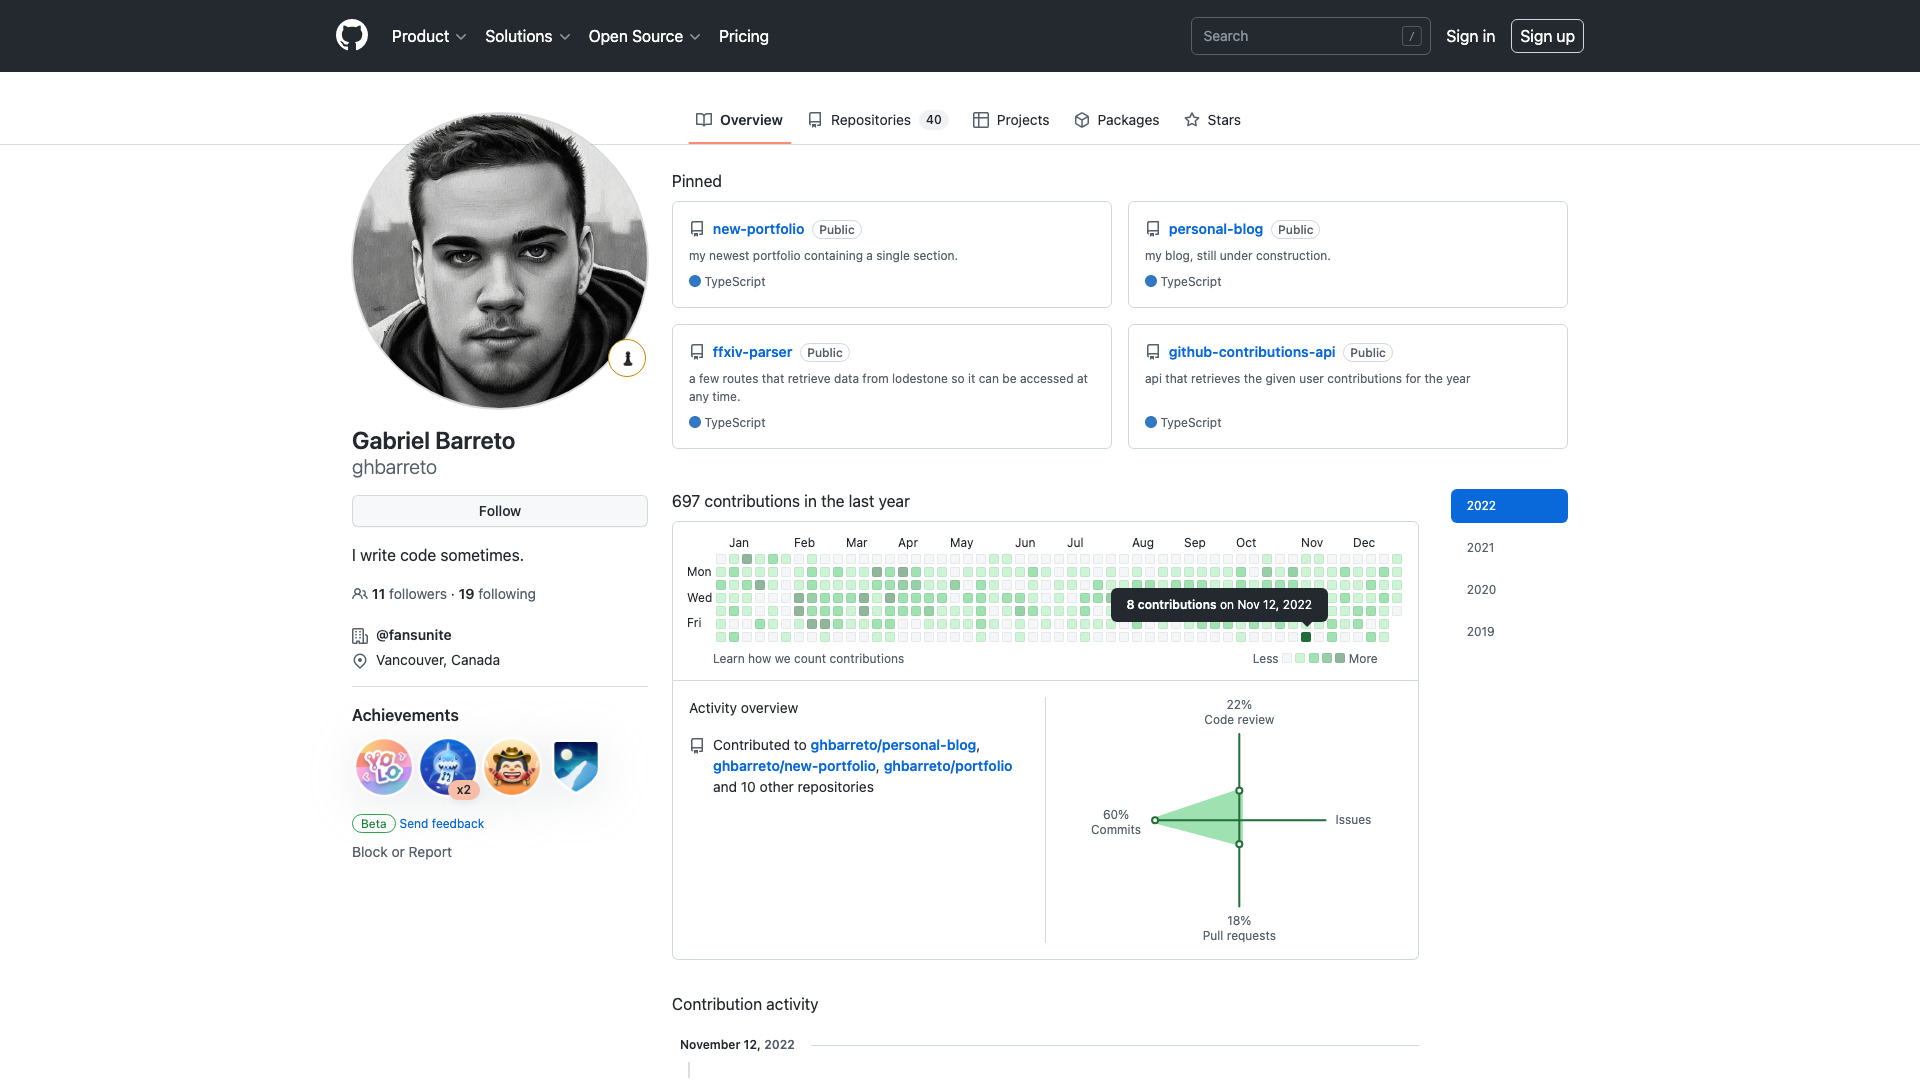 Product Solutions Open Source Pricing Search / Sign in Sign up
Overview Repositories 40 Projects Packages Stars
Gabriel Barreto
ghbarreto
Follow
I write code sometimes.
11 followers · 19 following
@fansunite
Vancouver, Canada
Achievements
YOLO
x2
Beta Send feedback
Block or Report
Pinned
new-portfolio Public
my newest portfolio containing a single section.
TypeScript
personal-blog Public
my blog, still under construction.
TypeScript
ffxiv-parser Public
a few routes that retrieve data from lodestone so it can be accessed at
any time.
TypeScript
github-contributions-api Public
api that retrieves the given user contributions for the year
TypeScript
697 contributions in the last year
2022
2021
2020
2019
Jan Feb Mar Apr May Jun Jul Aug Sep Oct Nov Dec
Mon
Wed
Fri
8 contributions on Nov 12, 2022
Learn how we count contributions
Less More
Activity overview
Contributed to ghbarreto/personal-blog,
ghbarreto/new-portfolio, ghbarreto/portfolio
and 10 other repositories
22%
Code review
60%
Commits
Issues
18%
Pull requests
Contribution activity
November 12, 2022